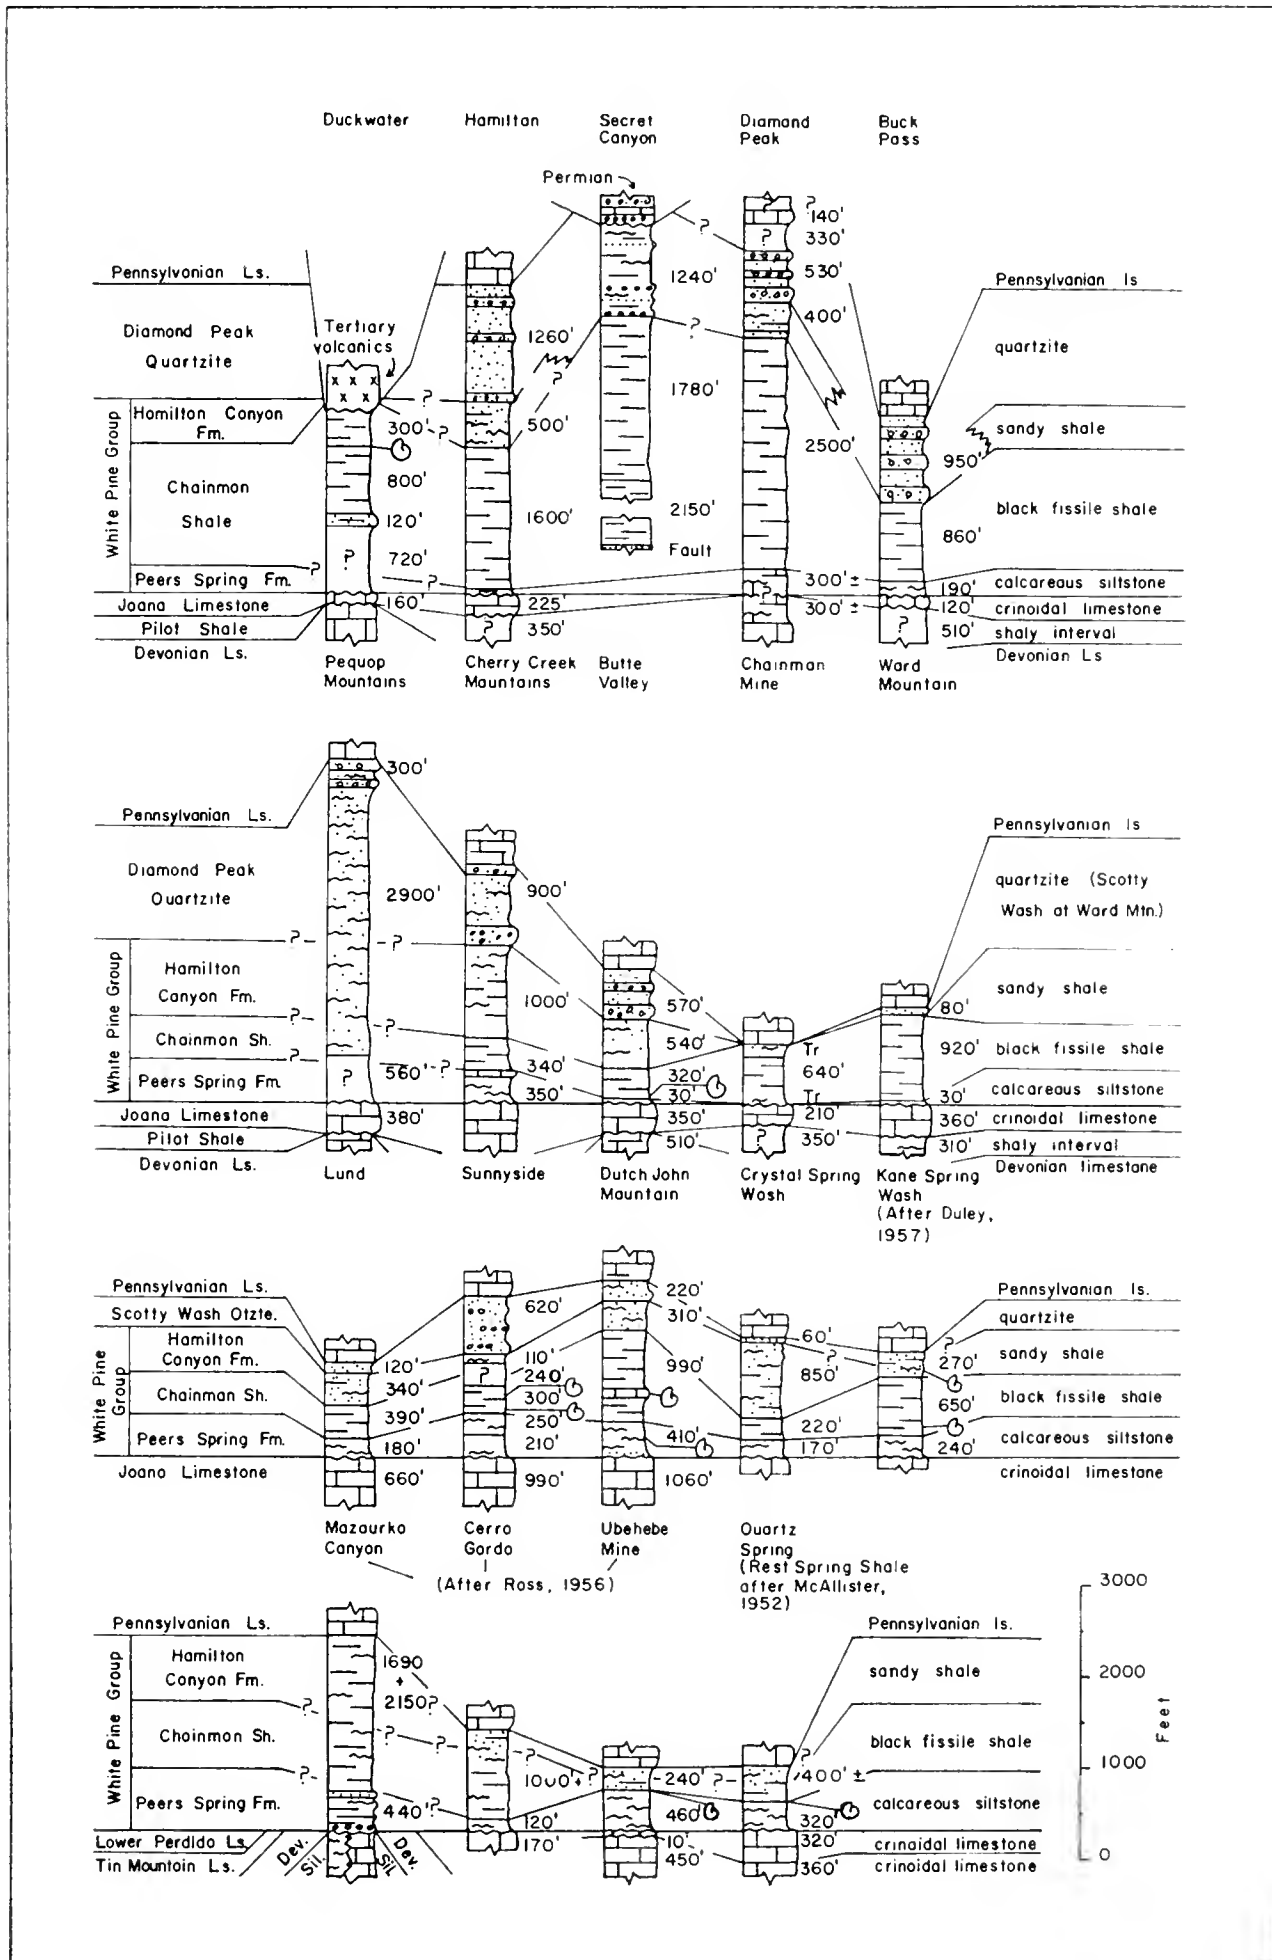 Duckwater
Hamilton
Secret
Canyon
Diamond
Peak
Buck
Pass
Permian
?
140'
?
?
330'
530'
1240'
400'
Pennsylvanian Ls.
Pennsylvanian ls
Diamond Peak
Quartzite
Tertiary
volcanics
x x x
x x
1260'
?
?
quartzite
1780'
2500'
White Pine Group
Hamilton Canyon
Fm.
300'
?
?
500'
sandy shale
950'
Chainman
Shale
800'
1600'
2150'
Fault
black fissile shale
860'
120'
?
720'
?
?
Peers Spring Fm.
300' ±
190'
calcareous siltstone
Joana Limestone
160'
225'
?
300' ±
120'
crinoidal limestone
Pilot Shale
?
350'
?
510'
shaly interval
Devonian Ls.
Devonian Ls
Pequop
Mountains
Cherry Creek
Mountains
Butte
Valley
Chainman
Mine
Ward
Mountain
300'
Pennsylvanian Ls.
Pennsylvanian ls
Diamond Peak
Quartzite
2900'
900'
quartzite (Scotty
Wash at Ward Mtn.)
?
?
White Pine Group
Hamilton
Canyon Fm.
1000'
570'
540'
sandy shale
80'
?
?
Chainman Sh.
340'
320'
Tr
640'
920'
black fissile shale
?
?
?
Peers Spring Fm.
560'
350'
30'
Tr
30'
calcareous siltstone
Joana Limestone
380'
350'
210'
360'
crinoidal limestone
Pilot Shale
510'
?
350'
310'
shaly interval
Devonian Ls.
Devonian limestone
Lund
Sunnyside
Dutch John
Mountain
Crystal Spring
Wash
Kane Spring
Wash
(After Duley,
1957)
Pennsylvanian Ls.
620'
220'
Pennsylvanian ls.
Scotty Wash Qtzte.
310'
60'
?
quartzite
White Pine
Group
Hamilton
Canyon Fm.
120'
110'
990'
?
850'
270'
sandy shale
340'
?
240'
300'
Chainman Sh.
390'
250'
220'
650'
black fissile shale
Peers Spring Fm.
180'
210'
410'
170'
?
240'
calcareous siltstone
Joana Limestone
660'
990'
1060'
crinoidal limestone
Mazourka
Canyon
Cerro
Gordo
Ubehebe
Mine
(After Ross, 1956)
Quartz
Spring
(Rest Spring Shale
after McAllister,
1952)
3000
2000
1000
0
Feet
Pennsylvanian Ls.
Pennsylvanian ls.
White Pine Group
Hamilton
Canyon Fm.
1690
+
2150?
sandy shale
?
?
?
?
Chainman Sh.
1000'+?
240'
?
?
400' ±
black fissile shale
?
Peers Spring Fm.
440'?
120'
460'
320'
calcareous siltstone
Lower Perdido Ls.
170'
10'
320'
crinoidal limestone
Tin Mountain Ls.
Dev.
Sil.
Sil.
Dev.
450'
360'
crinoidal limestone